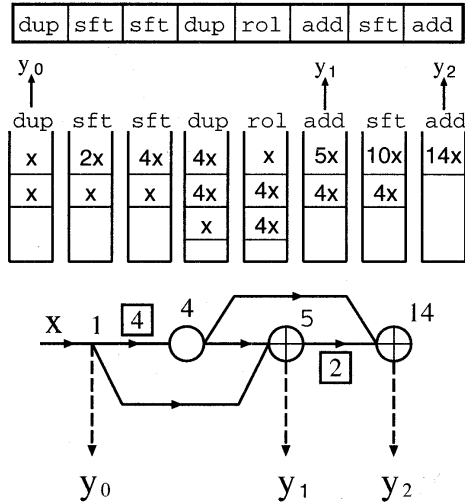 dup sft sft dup rol add sft add
y0 y1 y2
dup sft sft dup rol add sft add
x 2x 4x 4x x 5x 10x 14x
x x x 4x 4x 4x 4x
x 4x
4 5 14
x 1 4
2
y0 y1 y2